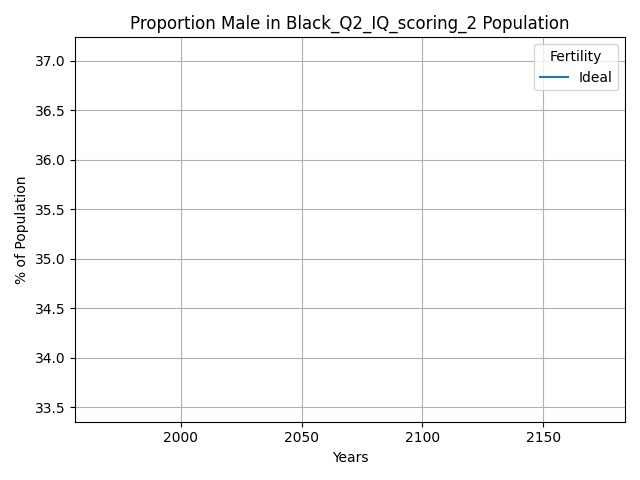 Proportion Male in Black_Q2_IQ_scoring_2 Population
Fertility
Ideal
% of Population
37.0
36.5
36.0
35.5
35.0
34.5
34.0
33.5
2000 2050 2100 2150
Years